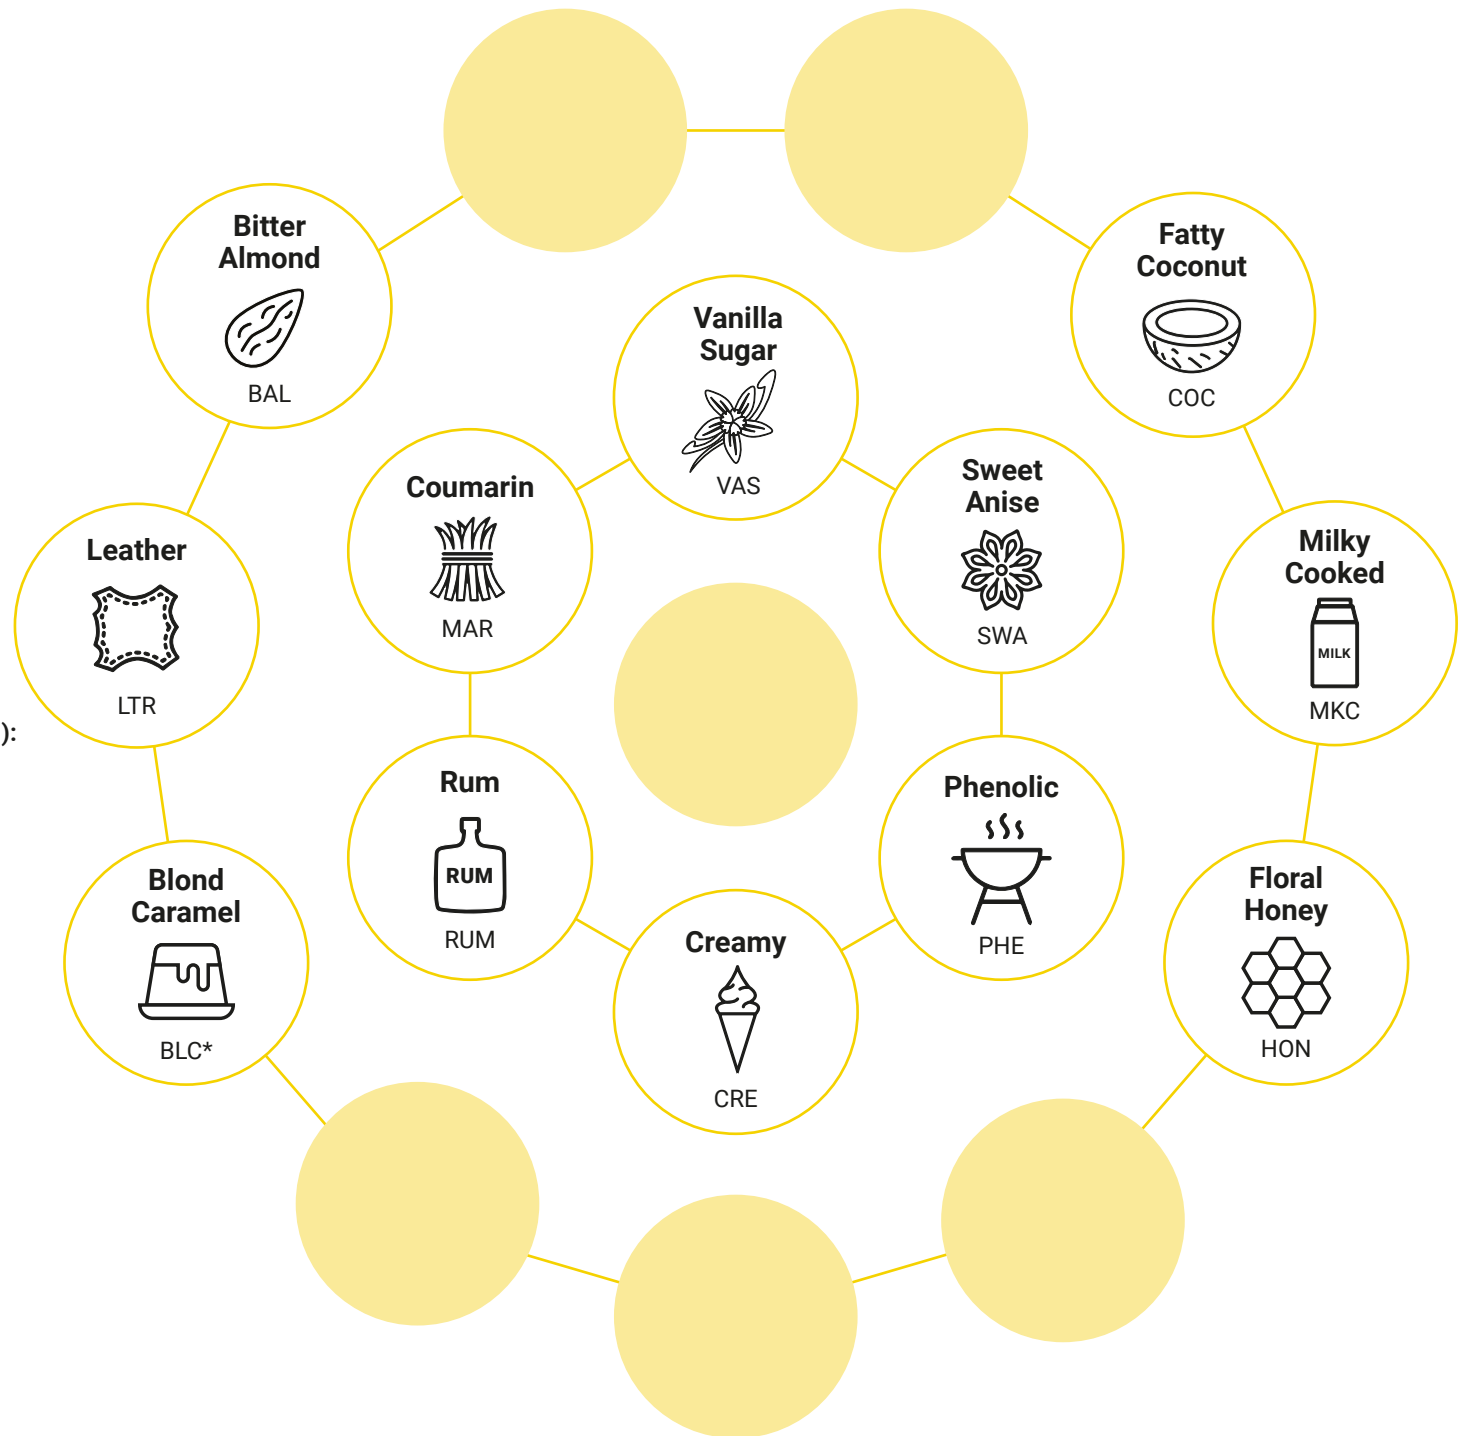 Bitter
Almond
BAL
Fatty
Coconut
COC
Vanilla
Sugar
VAS
Coumarin
MAR
Sweet
Anise
SWA
Leather
LTR
Milky
Cooked
MILK
MKC
):
Rum
RUM
RUM
Phenolic
PHE
Blond
Caramel
BLC*
Creamy
CRE
Floral
Honey
HON